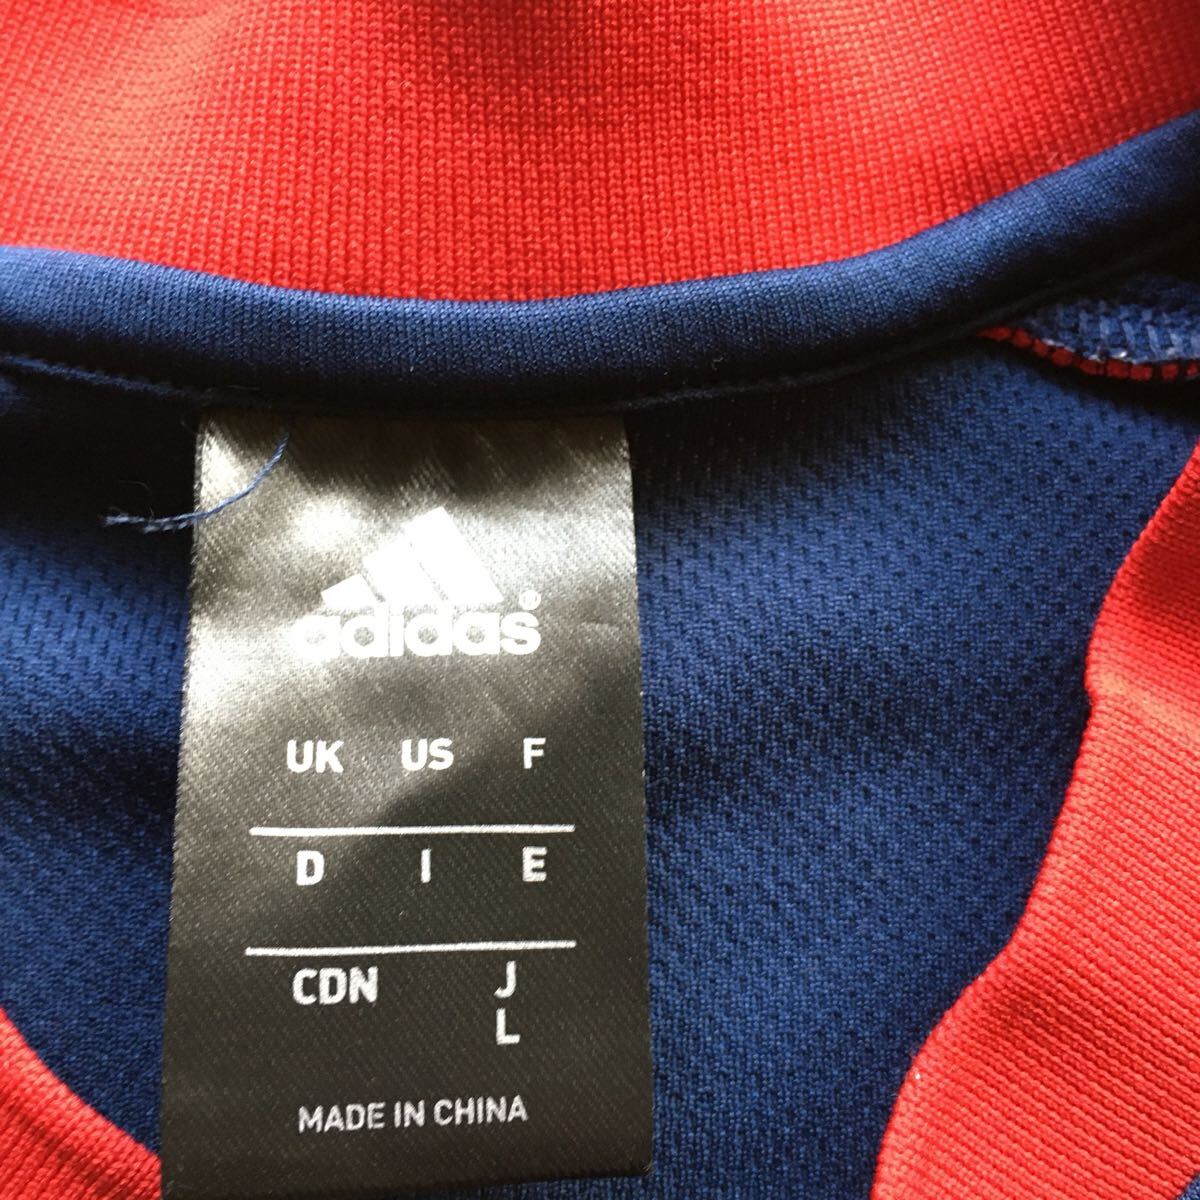 adidas®
UK US F
D I E
CDN J
L
MADE IN CHINA